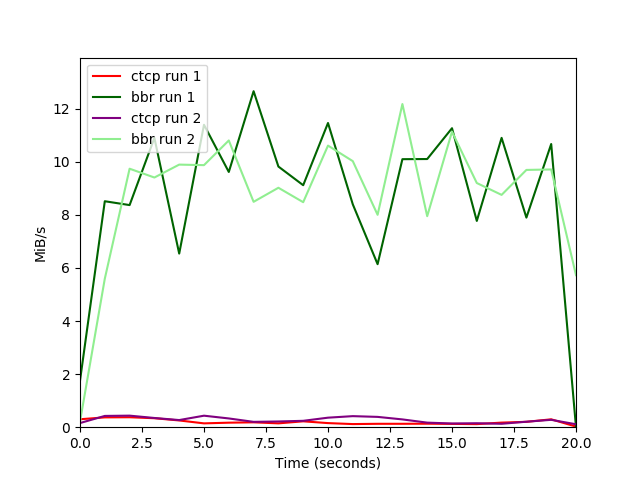 ctcp run 1
bbr run 1
ctcp run 2
bbr run 2
12
10
8
6
4
2
0
MiB/s
0.0 2.5 5.0 7.5 10.0 12.5 15.0 17.5 20.0
Time (seconds)